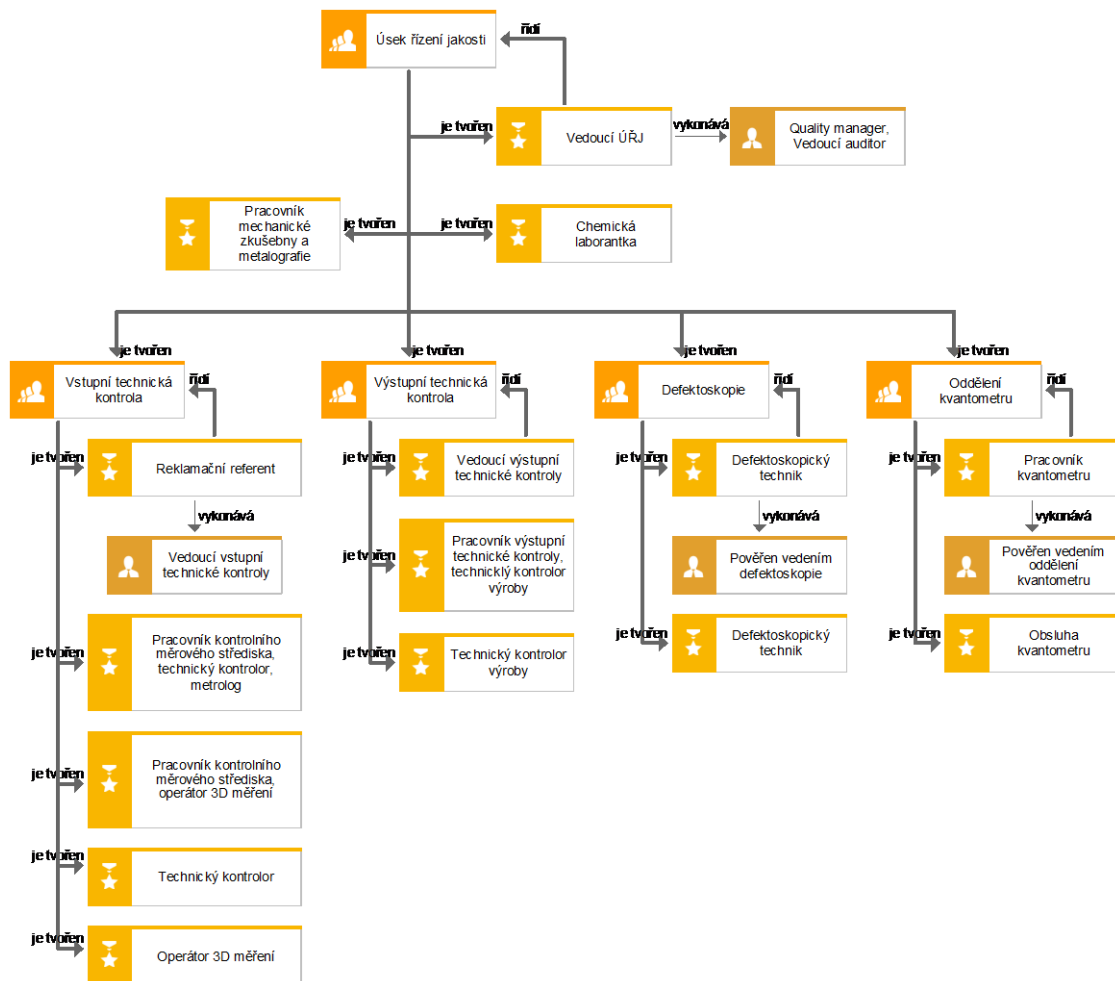 Úsek řízení jakosti
řídí
je tvořen
Vedoucí ÚŘJ
vykonává
Quality manager,
Vedoucí auditor
Pracovník
mechanické
zkušebny a
metalografie
je tvořen
je tvořen
Chemická
laborantka
je tvořen
je tvořen
je tvořen
je tvořen
Vstupní technická
kontrola
řídí
Výstupní technická
kontrola
řídí
Defektoskopie
řídí
Oddělení
kvantometru
řídí
je tvořen
Reklamační referent
je tvořen
Vedoucí výstupní
technické kontroly
je tvořen
Defektoskopický
technik
je tvořen
Pracovník
kvantometru
vykonává
vykonává
vykonává
Vedoucí vstupní
technické kontroly
je tvořen
Pracovník výstupní
technické kontroly,
technicklý kontrolor
výroby
Pověřen vedením
defektoskopie
Pověřen vedením
oddělení
kvantometru
je tvořen
Pracovník kontrolního
měrového střediska,
technický kontrolor,
metrolog
je tvořen
Technický kontrolor
výroby
je tvořen
Defektoskopický
technik
je tvořen
Obsluha
kvantometru
je tvořen
Pracovník kontrolního
měrového střediska,
operátor 3D měření
je tvořen
Technický kontrolor
je tvořen
Operátor 3D měření